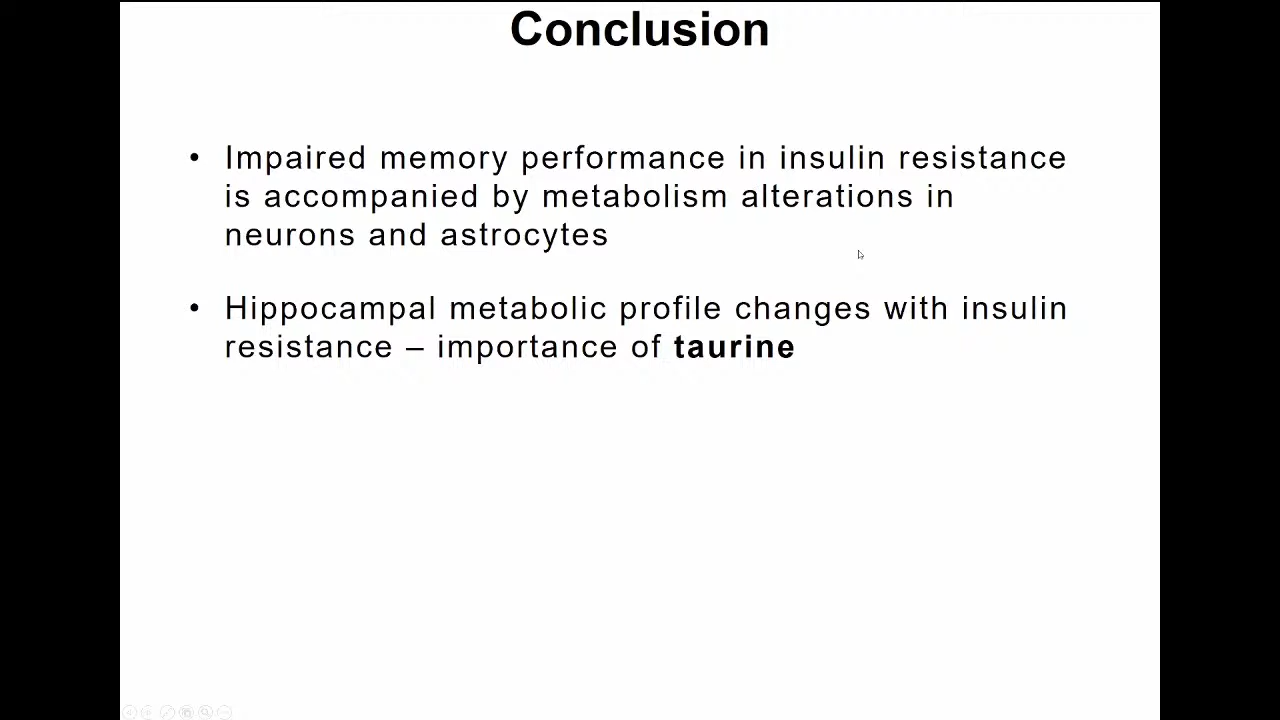 Conclusion
• Impaired memory performance in insulin resistance
is accompanied by metabolism alterations in
neurons and astrocytes
• Hippocampal metabolic profile changes with insulin
resistance – importance of taurine